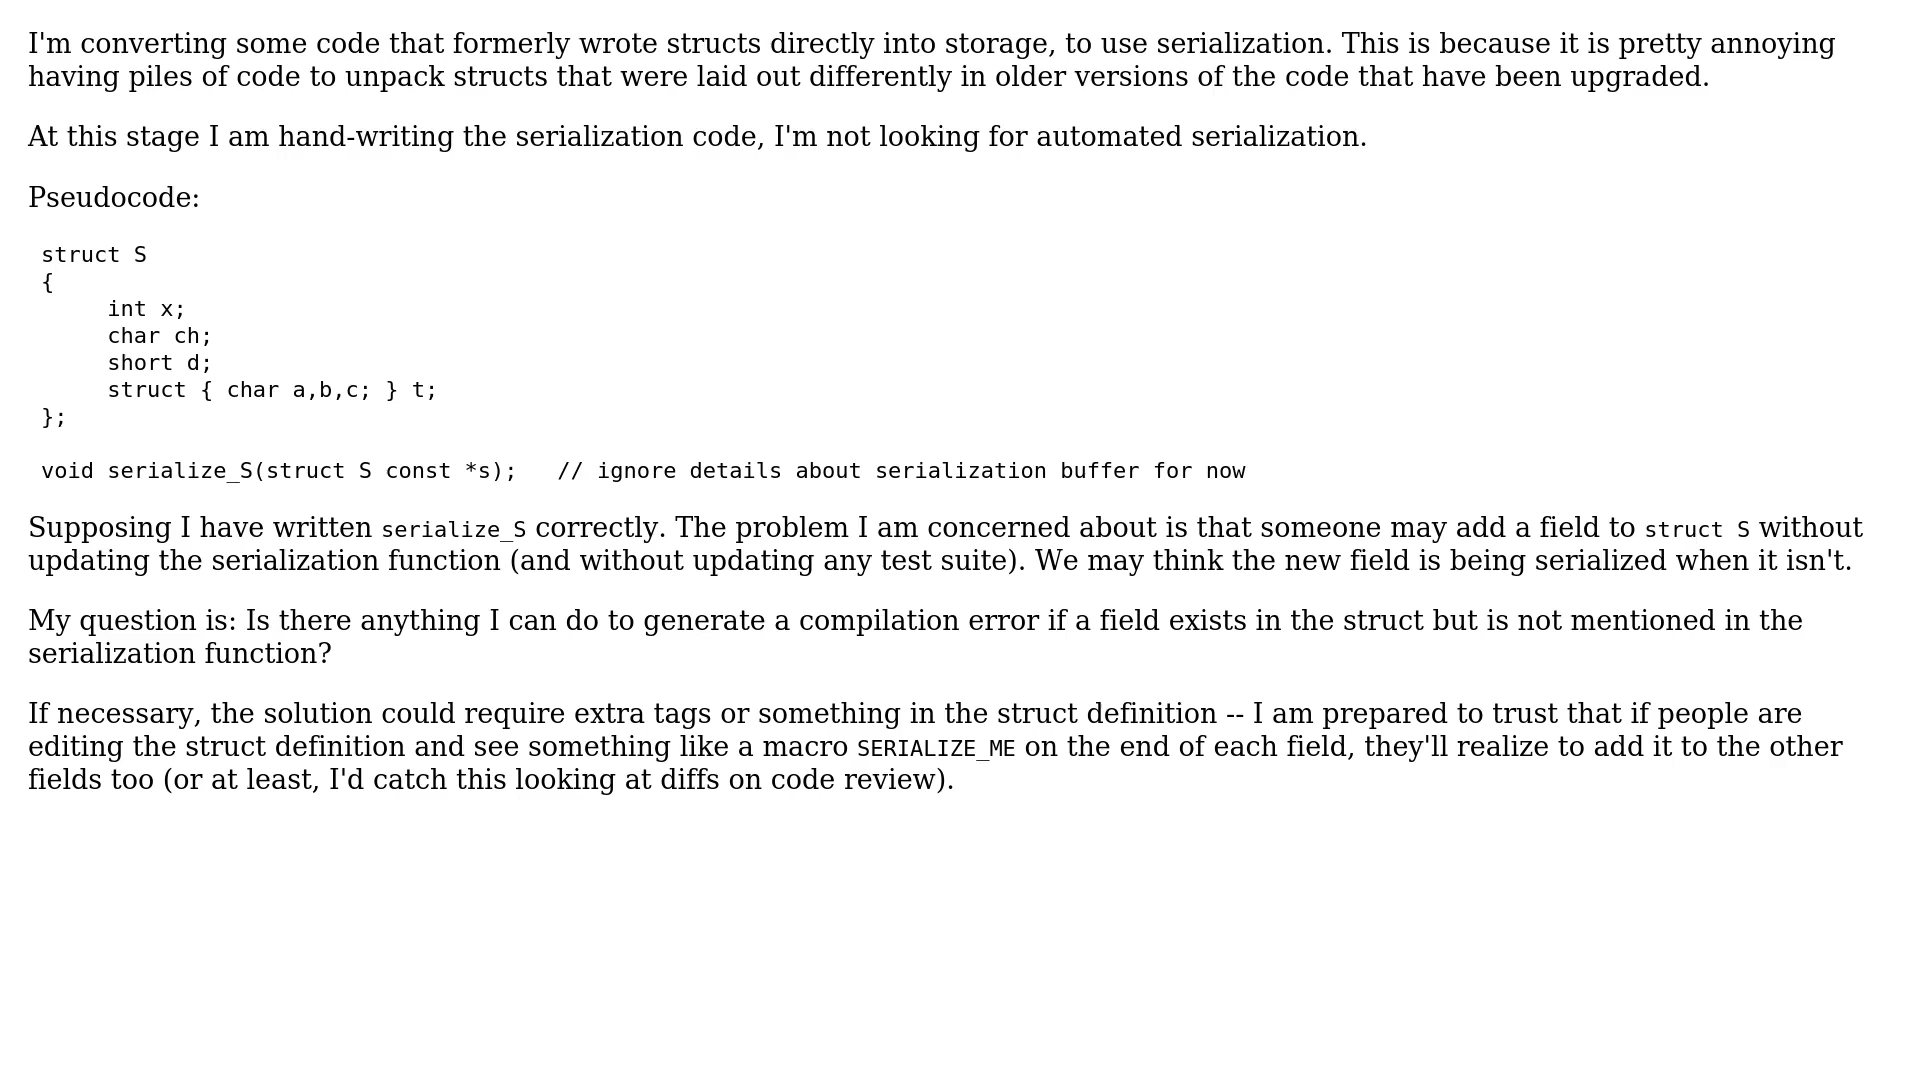 I'm converting some code that formerly wrote structs directly into storage, to use serialization. This is because it is pretty annoying
having piles of code to unpack structs that were laid out differently in older versions of the code that have been upgraded.
At this stage I am hand-writing the serialization code, I'm not looking for automated serialization.
Pseudocode:
struct S
{
     int x;
     char ch;
     short d;
     struct { char a,b,c; } t;
};
void serialize_S(struct S const *s);   // ignore details about serialization buffer for now
Supposing I have written serialize_S correctly. The problem I am concerned about is that someone may add a field to struct S without
updating the serialization function (and without updating any test suite). We may think the new field is being serialized when it isn't.
My question is: Is there anything I can do to generate a compilation error if a field exists in the struct but is not mentioned in the
serialization function?
If necessary, the solution could require extra tags or something in the struct definition -- I am prepared to trust that if people are
editing the struct definition and see something like a macro SERIALIZE_ME on the end of each field, they'll realize to add it to the other
fields too (or at least, I'd catch this looking at diffs on code review).